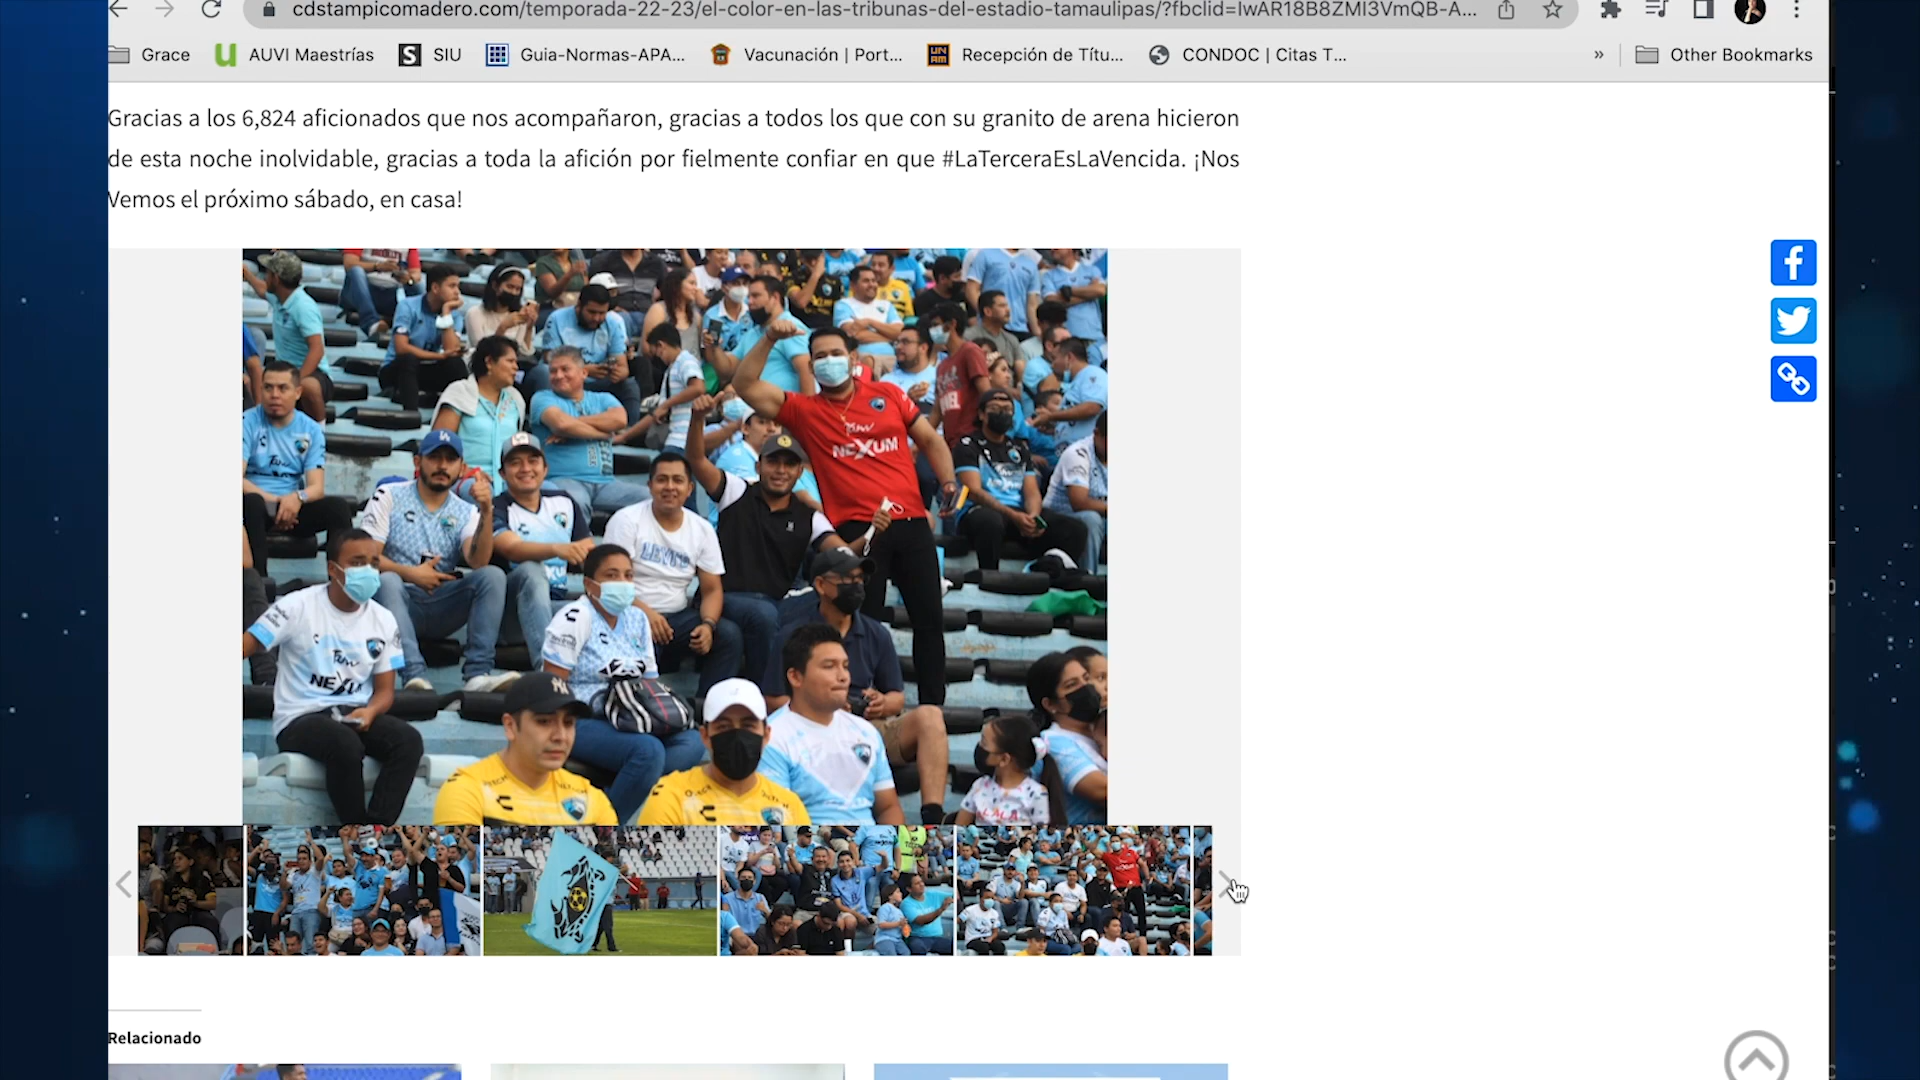 cdstampicomadero.com/temporada-22-23/el-color-en-las-tribunas-del-estadio-tamaulipas/?fbclid=IwAR18B8ZMI3VmQB-A...
Grace AUVI Maestrías SIU Guia-Normas-APA... Vacunación | Port... Recepción de Títu... CONDOC | Citas T... » Other Bookmarks
Gracias a los 6,824 aficionados que nos acompañaron, gracias a todos los que con su granito de arena hicieron
de esta noche inolvidable, gracias a toda la afición por fielmente confiar en que #LaTerceraEsLaVencida. ¡Nos
Vemos el próximo sábado, en casa!
NEXUM
Relacionado